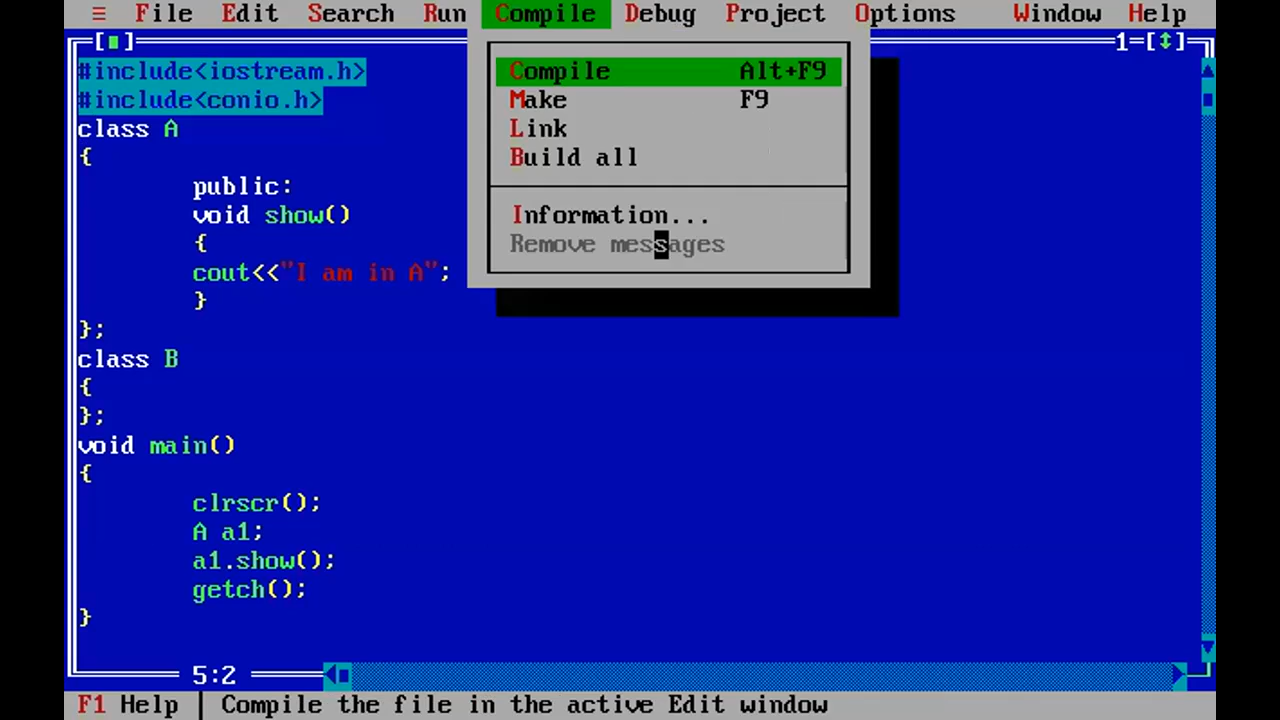 ≡ File Edit Search Run Compile Debug Project Options Window Help
[■] 1=[↕]
#include<iostream.h>
#include<conio.h>
class A
{
public:
void show()
{
cout<<"I am in A";
}
};
class B
{
};
void main()
{
clrscr();
A a1;
a1.show();
getch();
}
Compile Alt+F9
Make F9
Link
Build all
Information...
Remove messages
5:2
F1 Help │ Compile the file in the active Edit window